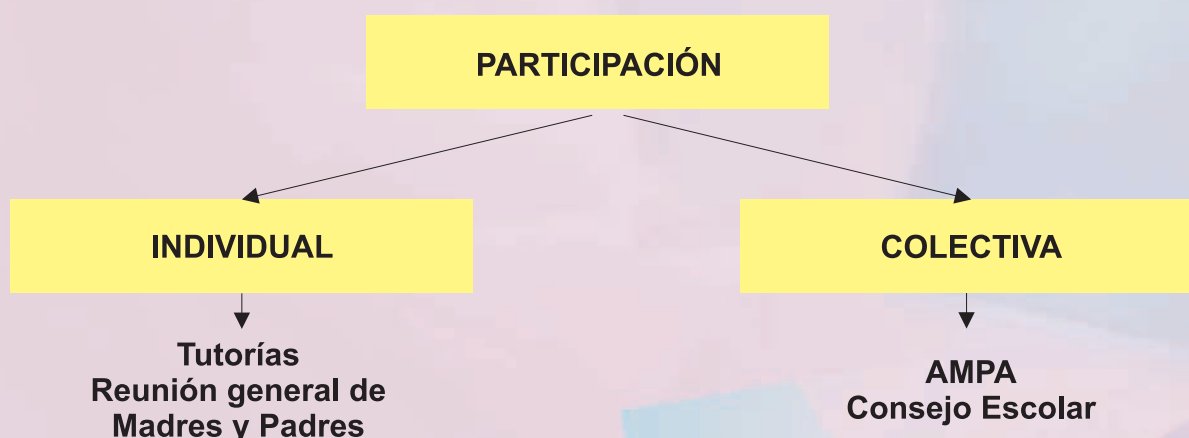 PARTICIPACIÓN
INDIVIDUAL
COLECTIVA
Tutorías
Reunión general de
Madres y Padres
AMPA
Consejo Escolar